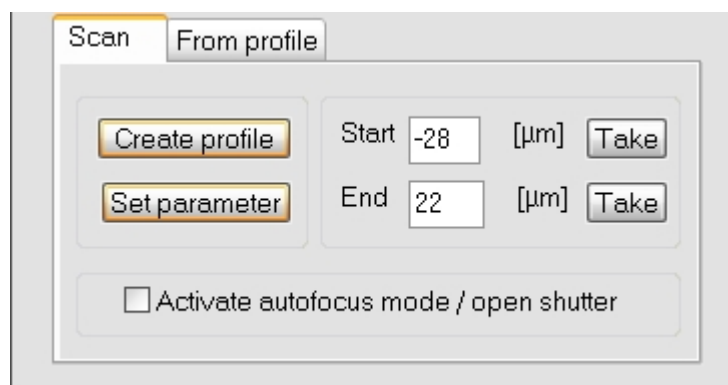 Scan From profile
Create profile Start -28 [µm] Take
Set parameter End 22 [µm] Take
Activate autofocus mode / open shutter